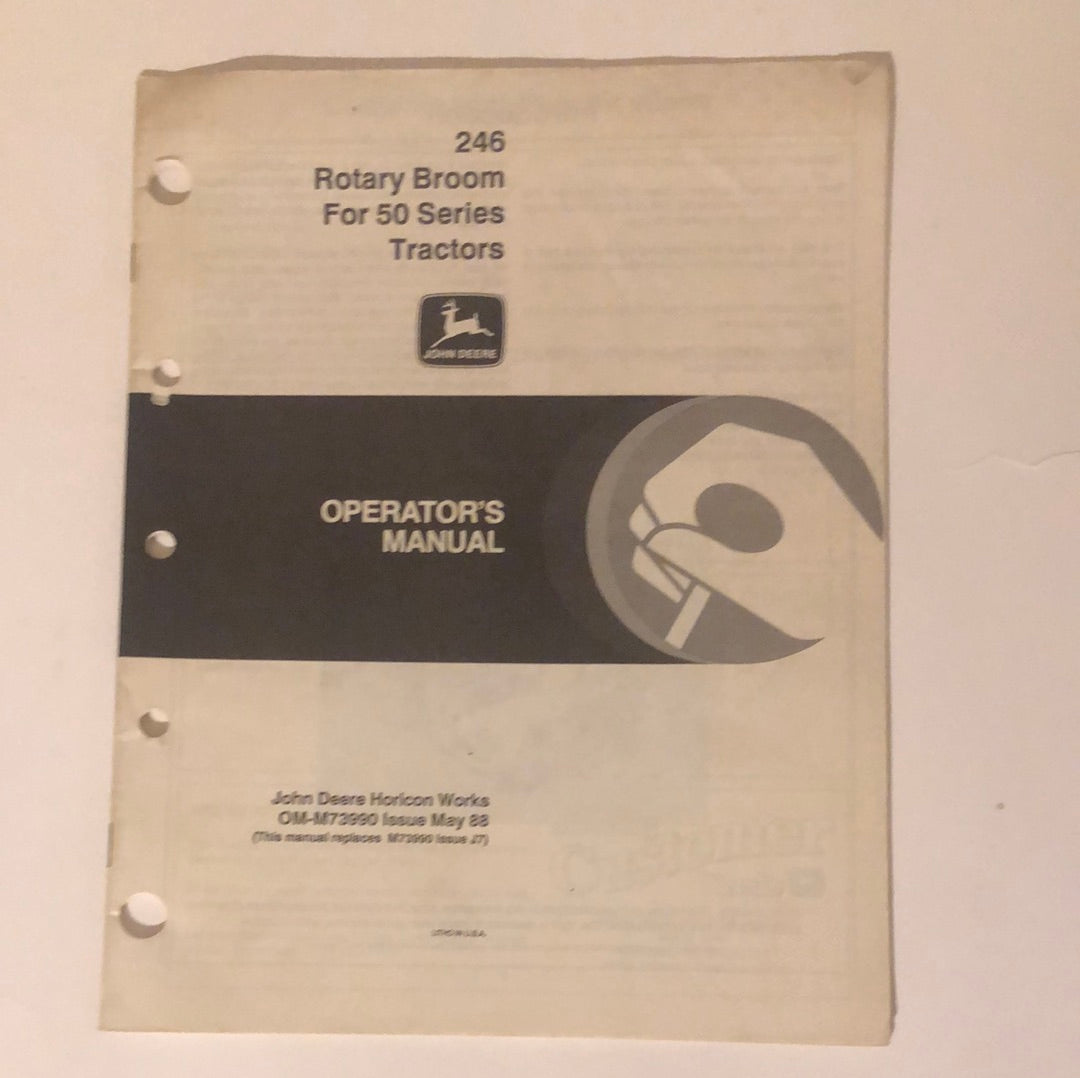 246
Rotary Broom
For 50 Series
Tractors
JOHN DEERE
OPERATOR'S
MANUAL
John Deere Horicon Works
OM-M73990 Issue May 88
(This manual replaces M73990 Issue J7)